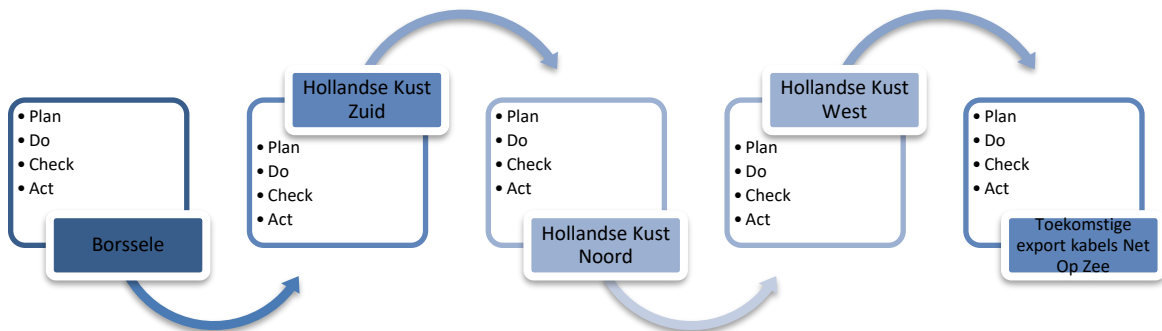 • Plan
• Do
• Check
• Act
Borssele
Hollandse Kust
Zuid
• Plan
• Do
• Check
• Act
• Plan
• Do
• Check
• Act
Hollandse Kust
Noord
Hollandse Kust
West
• Plan
• Do
• Check
• Act
• Plan
• Do
• Check
• Act
Toekomstige
export kabels Net
Op Zee